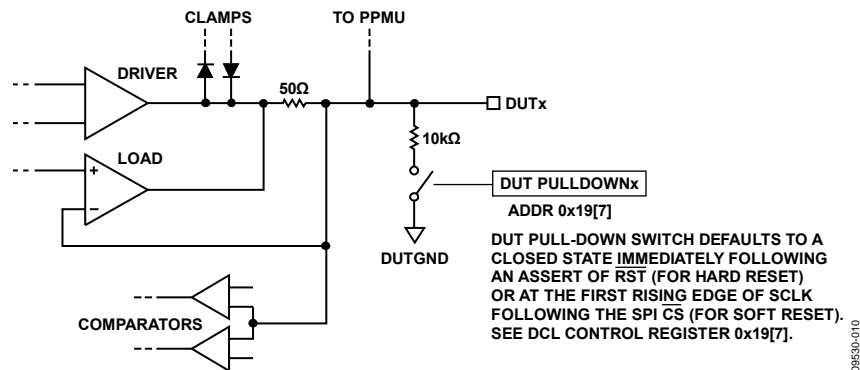 CLAMPS
TO PPMU
DRIVER
50Ω
DUTx
10kΩ
LOAD
+
–
DUT PULLDOWNx
ADDR 0x19[7]
DUTGND
DUT PULL-DOWN SWITCH DEFAULTS TO A
CLOSED STATE IMMEDIATELY FOLLOWING
AN ASSERT OF RST (FOR HARD RESET)
OR AT THE FIRST RISING EDGE OF SCLK
FOLLOWING THE SPI CS (FOR SOFT RESET).
SEE DCL CONTROL REGISTER 0x19[7].
COMPARATORS
09530-010